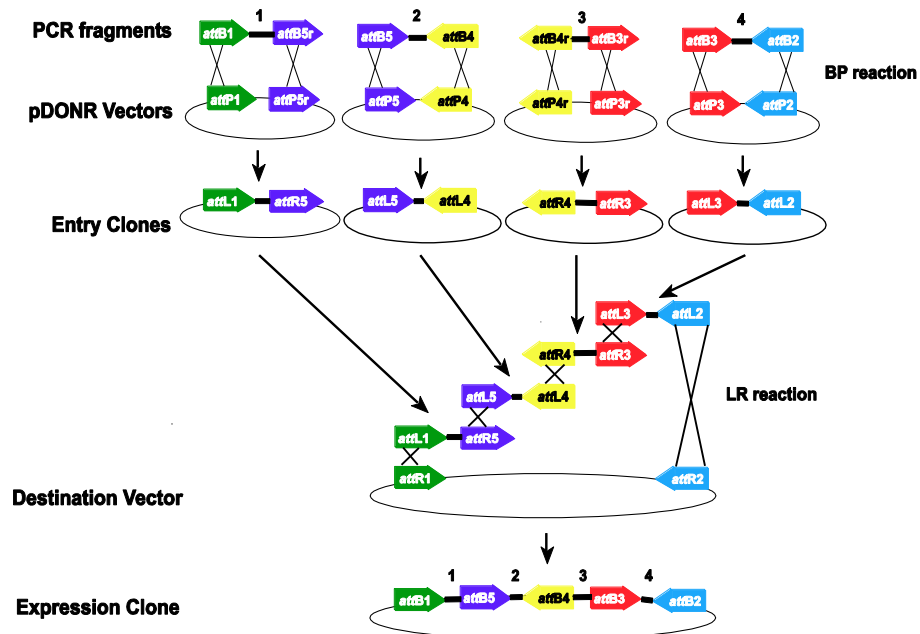 1 2 3 4
PCR fragments attB1 attB5r attB5 attB4 attB4r attB3r attB3 attB2
BP reaction
pDONR Vectors attP1 attP5r attP5 attP4 attP4r attP3r attP3 attP2
Entry Clones attL1 attR5 attL5 attL4 attR4 attR3 attL3 attL2
attL3 attL2
attR4 attR3
attL5 attL4
LR reaction
attL1 attR5
Destination Vector attR1 attR2
1 2 3 4
Expression Clone attB1 attB5 attB4 attB3 attB2